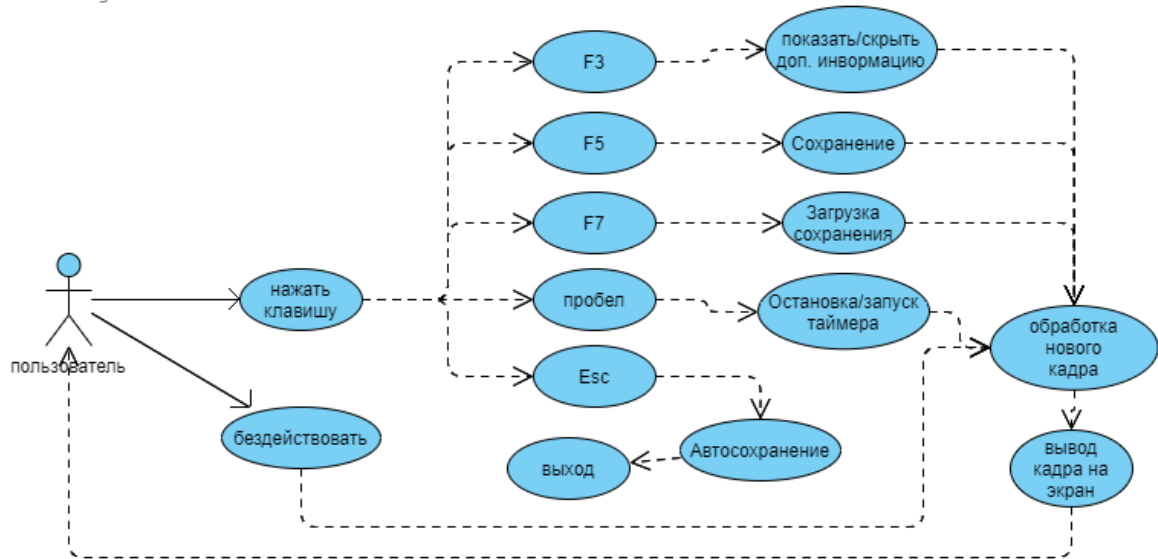 F3
показать/скрыть
доп. инвормацию
F5
Сохранение
F7
Загрузка
сохранения
нажать
клавишу
пробел
Остановка/запуск
таймера
обработка
нового
кадра
пользователь
Esc
бездействовать
Автосохранение
выход
вывод
кадра на
экран